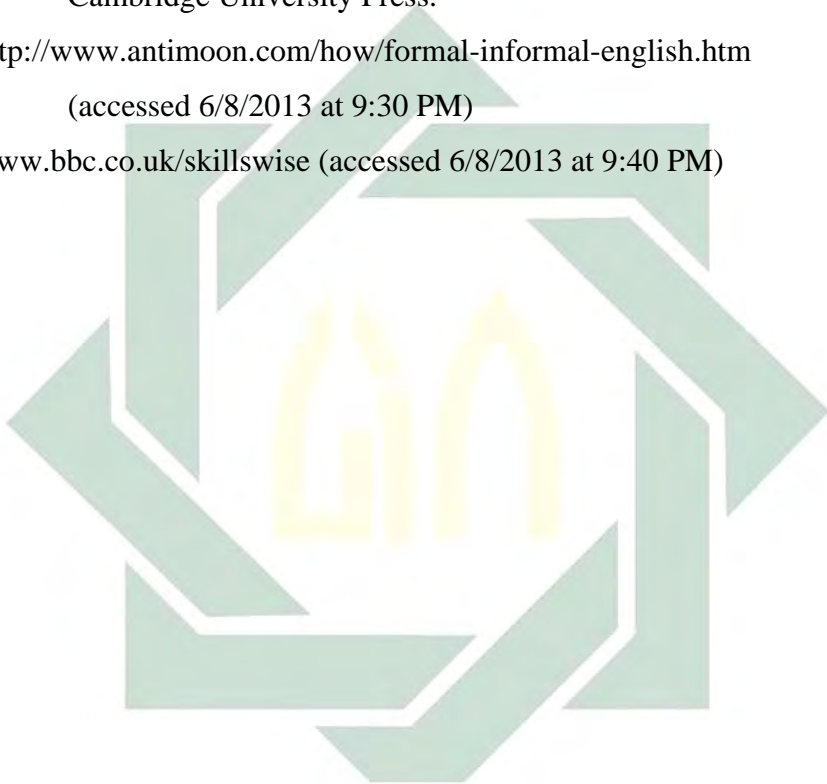 Cambridge University Press.
tp://www.antimoon.com/how/formal-informal-english.htm
(accessed 6/8/2013 at 9:30 PM)
ww.bbc.co.uk/skillswise (accessed 6/8/2013 at 9:40 PM)